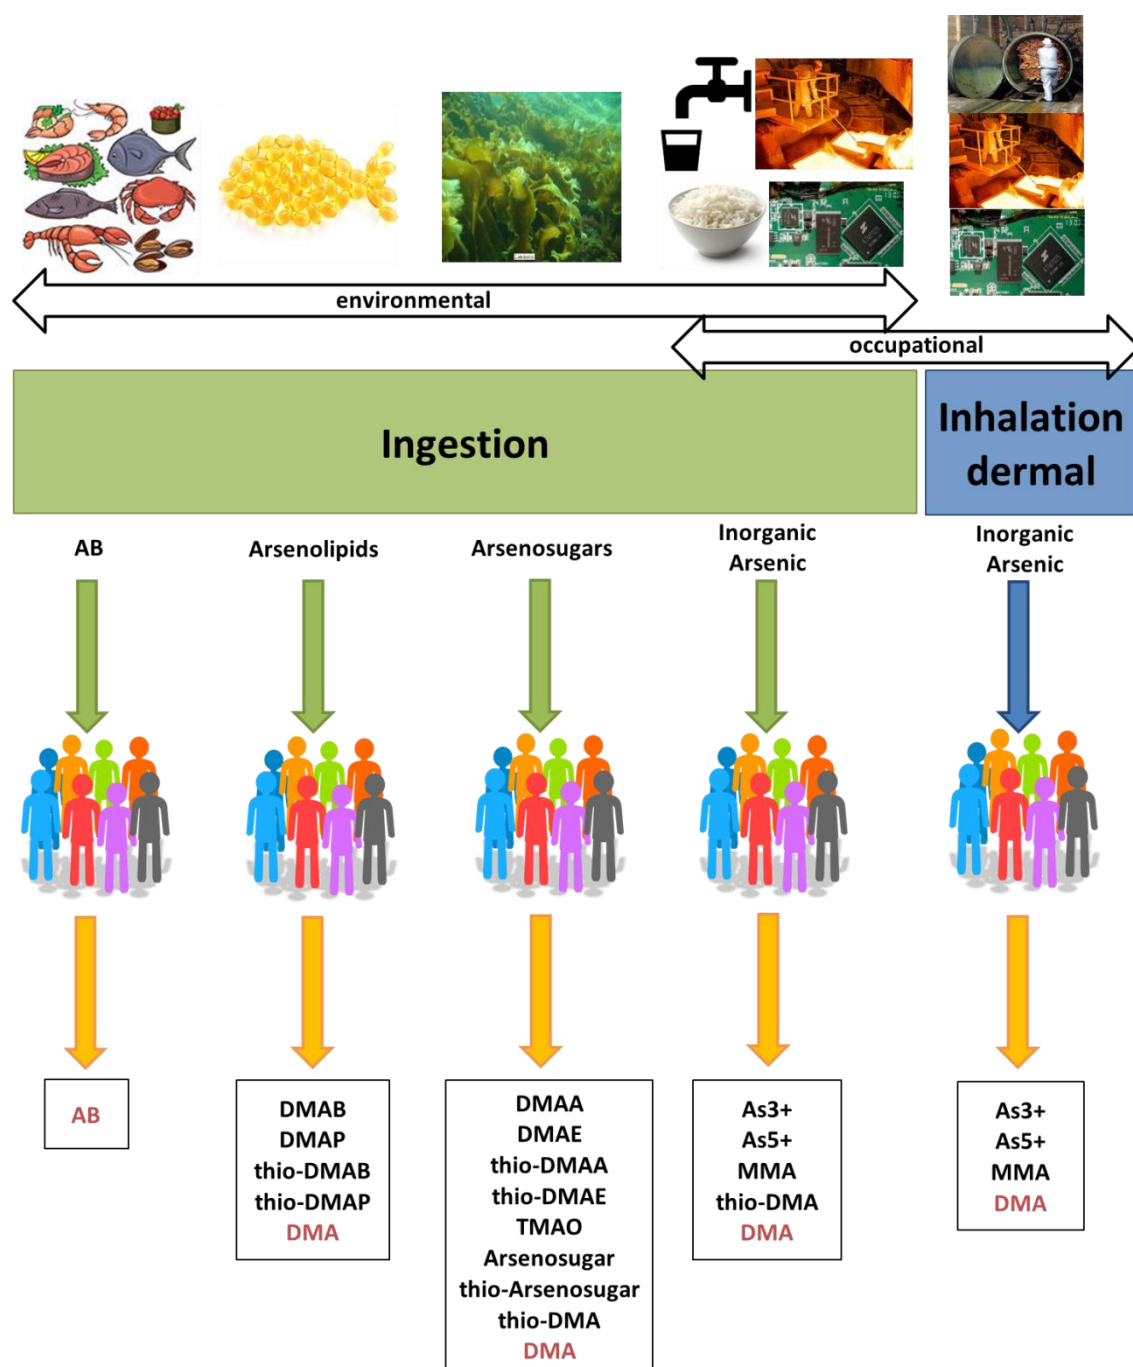 environmental
occupational
Ingestion
Inhalation
dermal
AB
Arsenolipids
Arsenosugars
Inorganic
Arsenic
Inorganic
Arsenic
AB
DMAB
DMAP
thio-DMAB
thio-DMAP
DMA
DMAA
DMAE
thio-DMAA
thio-DMAE
TMAO
Arsenosugar
thio-Arsenosugar
thio-DMA
DMA
As3+
As5+
MMA
thio-DMA
DMA
As3+
As5+
MMA
DMA